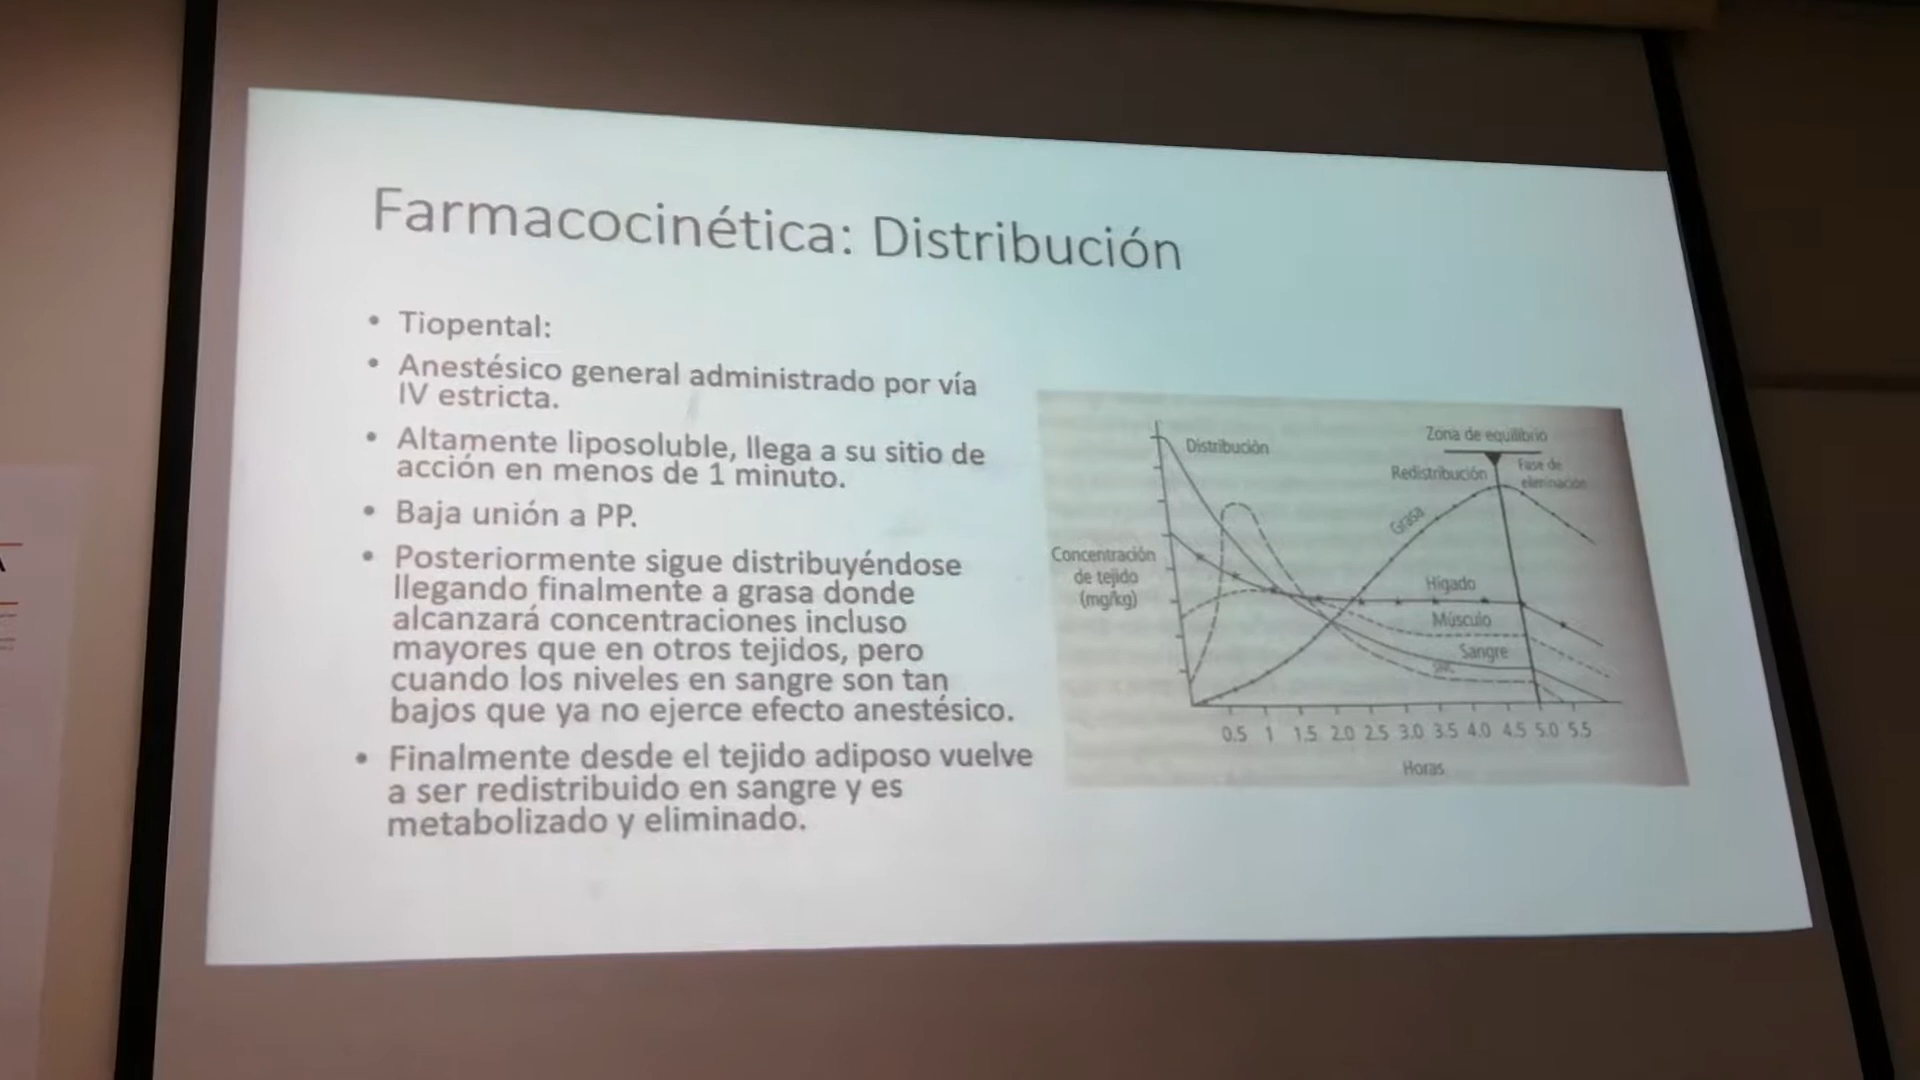 Farmacocinética: Distribución
• Tiopental:
• Anestésico general administrado por vía
IV estricta.
• Altamente liposoluble, llega a su sitio de
acción en menos de 1 minuto.
• Baja unión a PP.
• Posteriormente sigue distribuyéndose
llegando finalmente a grasa donde
alcanzará concentraciones incluso
mayores que en otros tejidos, pero
cuando los niveles en sangre son tan
bajos que ya no ejerce efecto anestésico.
• Finalmente desde el tejido adiposo vuelve
a ser redistribuido en sangre y es
metabolizado y eliminado.
Distribución
Zona de equilibrio
Redistribución
Fase de
eliminación
Grasa
Concentración
de tejido
(mg/kg)
Hígado
Músculo
Sangre
0.5 1 1.5 2.0 2.5 3.0 3.5 4.0 4.5 5.0 5.5
Horas